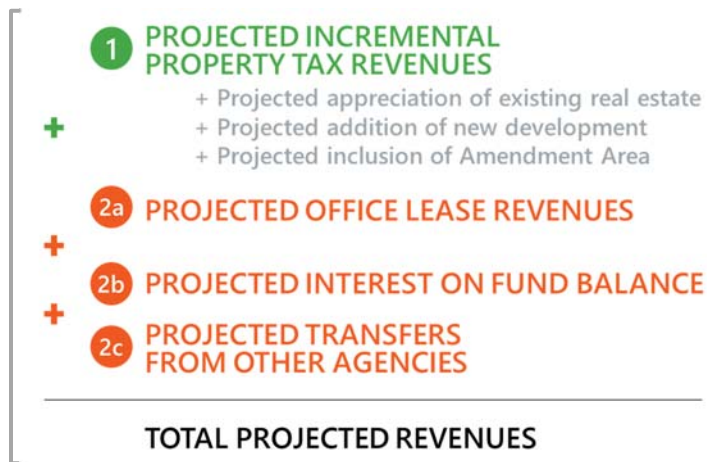 1 PROJECTED INCREMENTAL
PROPERTY TAX REVENUES
+ Projected appreciation of existing real estate
+ + Projected addition of new development
+ Projected inclusion of Amendment Area
2a PROJECTED OFFICE LEASE REVENUES
+
2b PROJECTED INTEREST ON FUND BALANCE
+
2c PROJECTED TRANSFERS
FROM OTHER AGENCIES
TOTAL PROJECTED REVENUES